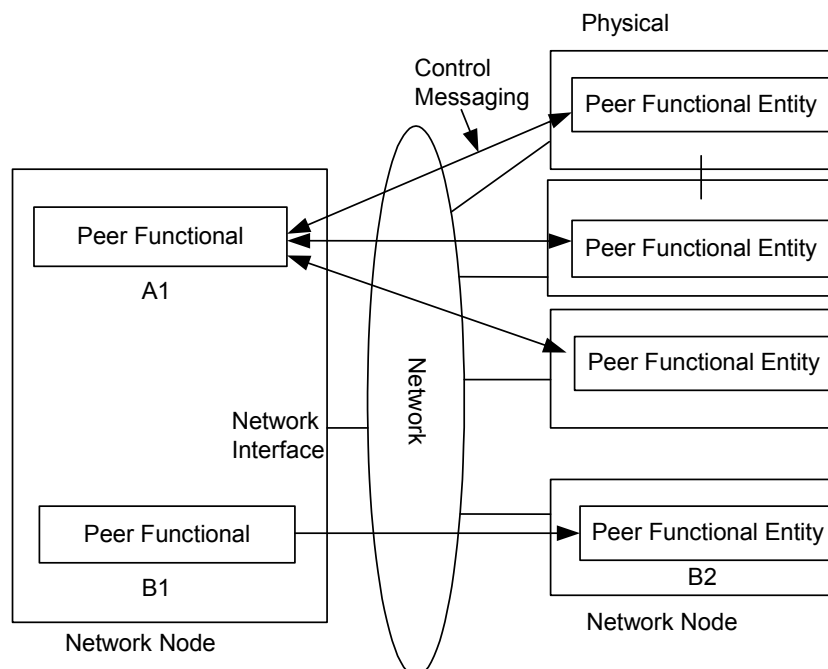 Physical
Control
Messaging
Peer Functional Entity
Peer Functional
A1
Peer Functional Entity
Peer Functional Entity
Network
Network
Interface
Peer Functional
B1
Peer Functional Entity
B2
Network Node
Network Node